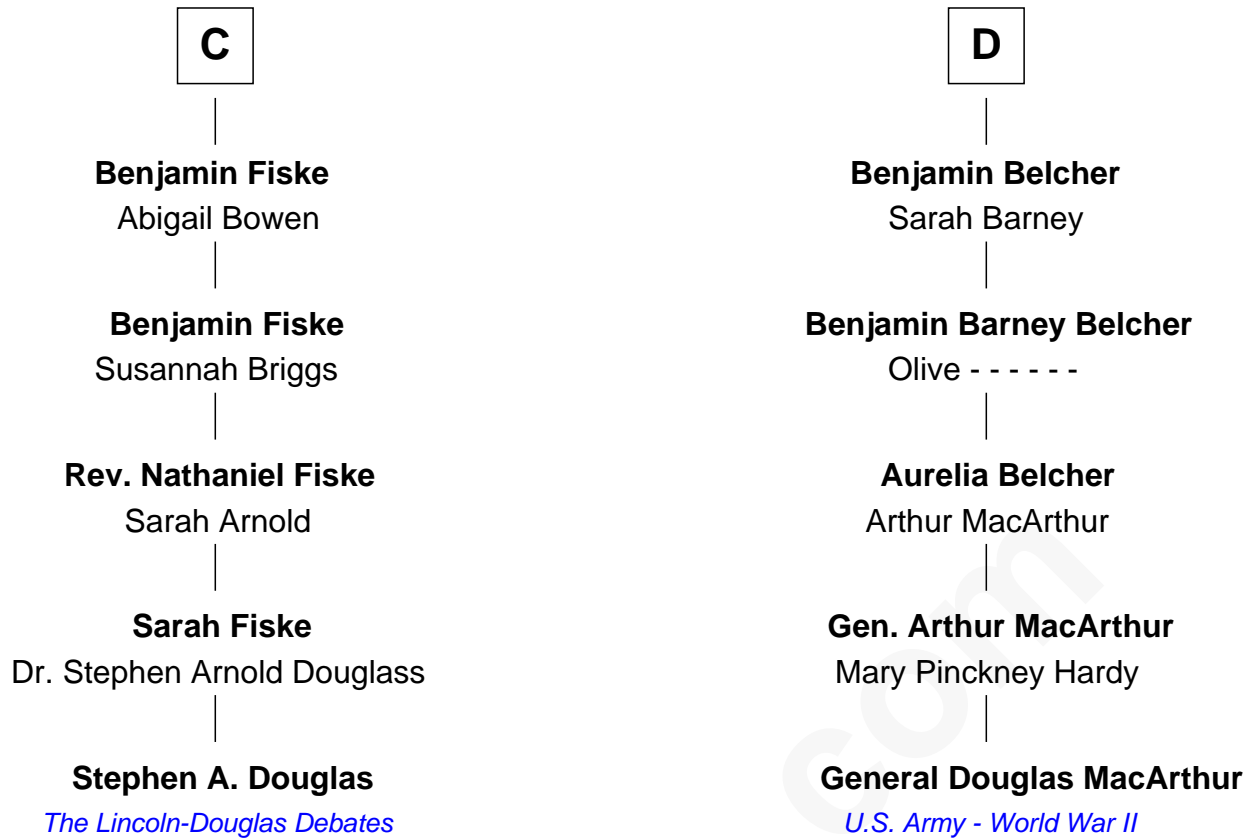 C
Benjamin Fiske
Abigail Bowen
Benjamin Fiske
Susannah Briggs
Rev. Nathaniel Fiske
Sarah Arnold
Sarah Fiske
Dr. Stephen Arnold Douglass
Stephen A. Douglas
The Lincoln-Douglas Debates
D
Benjamin Belcher
Sarah Barney
Benjamin Barney Belcher
Olive - - - - - -
Aurelia Belcher
Arthur MacArthur
Gen. Arthur MacArthur
Mary Pinckney Hardy
General Douglas MacArthur
U.S. Army - World War II
com